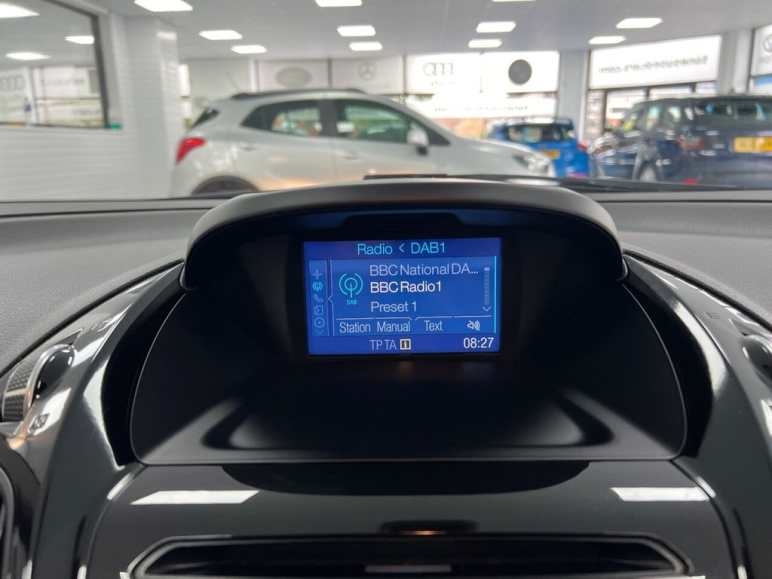 Radio < DAB1
BBC National DA...
BBC Radio1
Preset 1
Station Manual Text
TP TA i 08:27